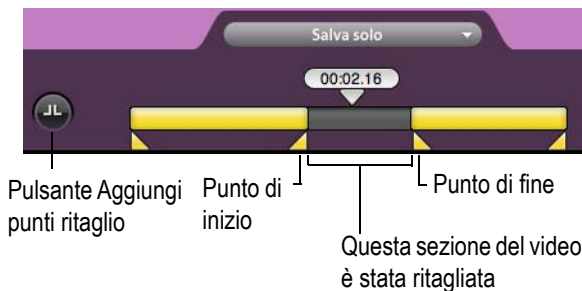 Salva solo
00:02.16
Pulsante Aggiungi
punti ritaglio
Punto di
inizio
Punto di fine
Questa sezione del video
è stata ritagliata